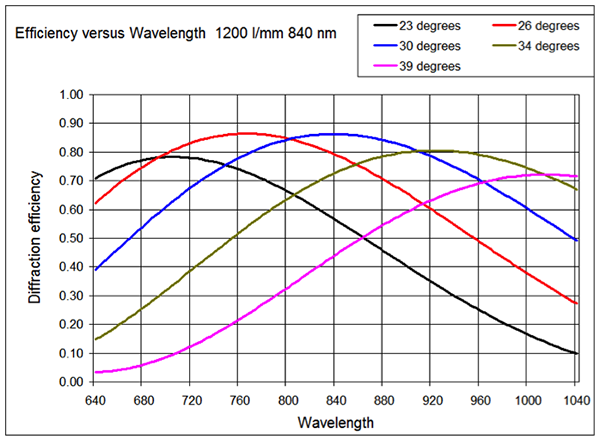 Efficiency versus Wavelength 1200 l/mm 840 nm
23 degrees 26 degrees
30 degrees 34 degrees
39 degrees
Diffraction efficiency
1.00
0.90
0.80
0.70
0.60
0.50
0.40
0.30
0.20
0.10
0.00
640 680 720 760 800 840 880 920 960 1000 1040
Wavelength